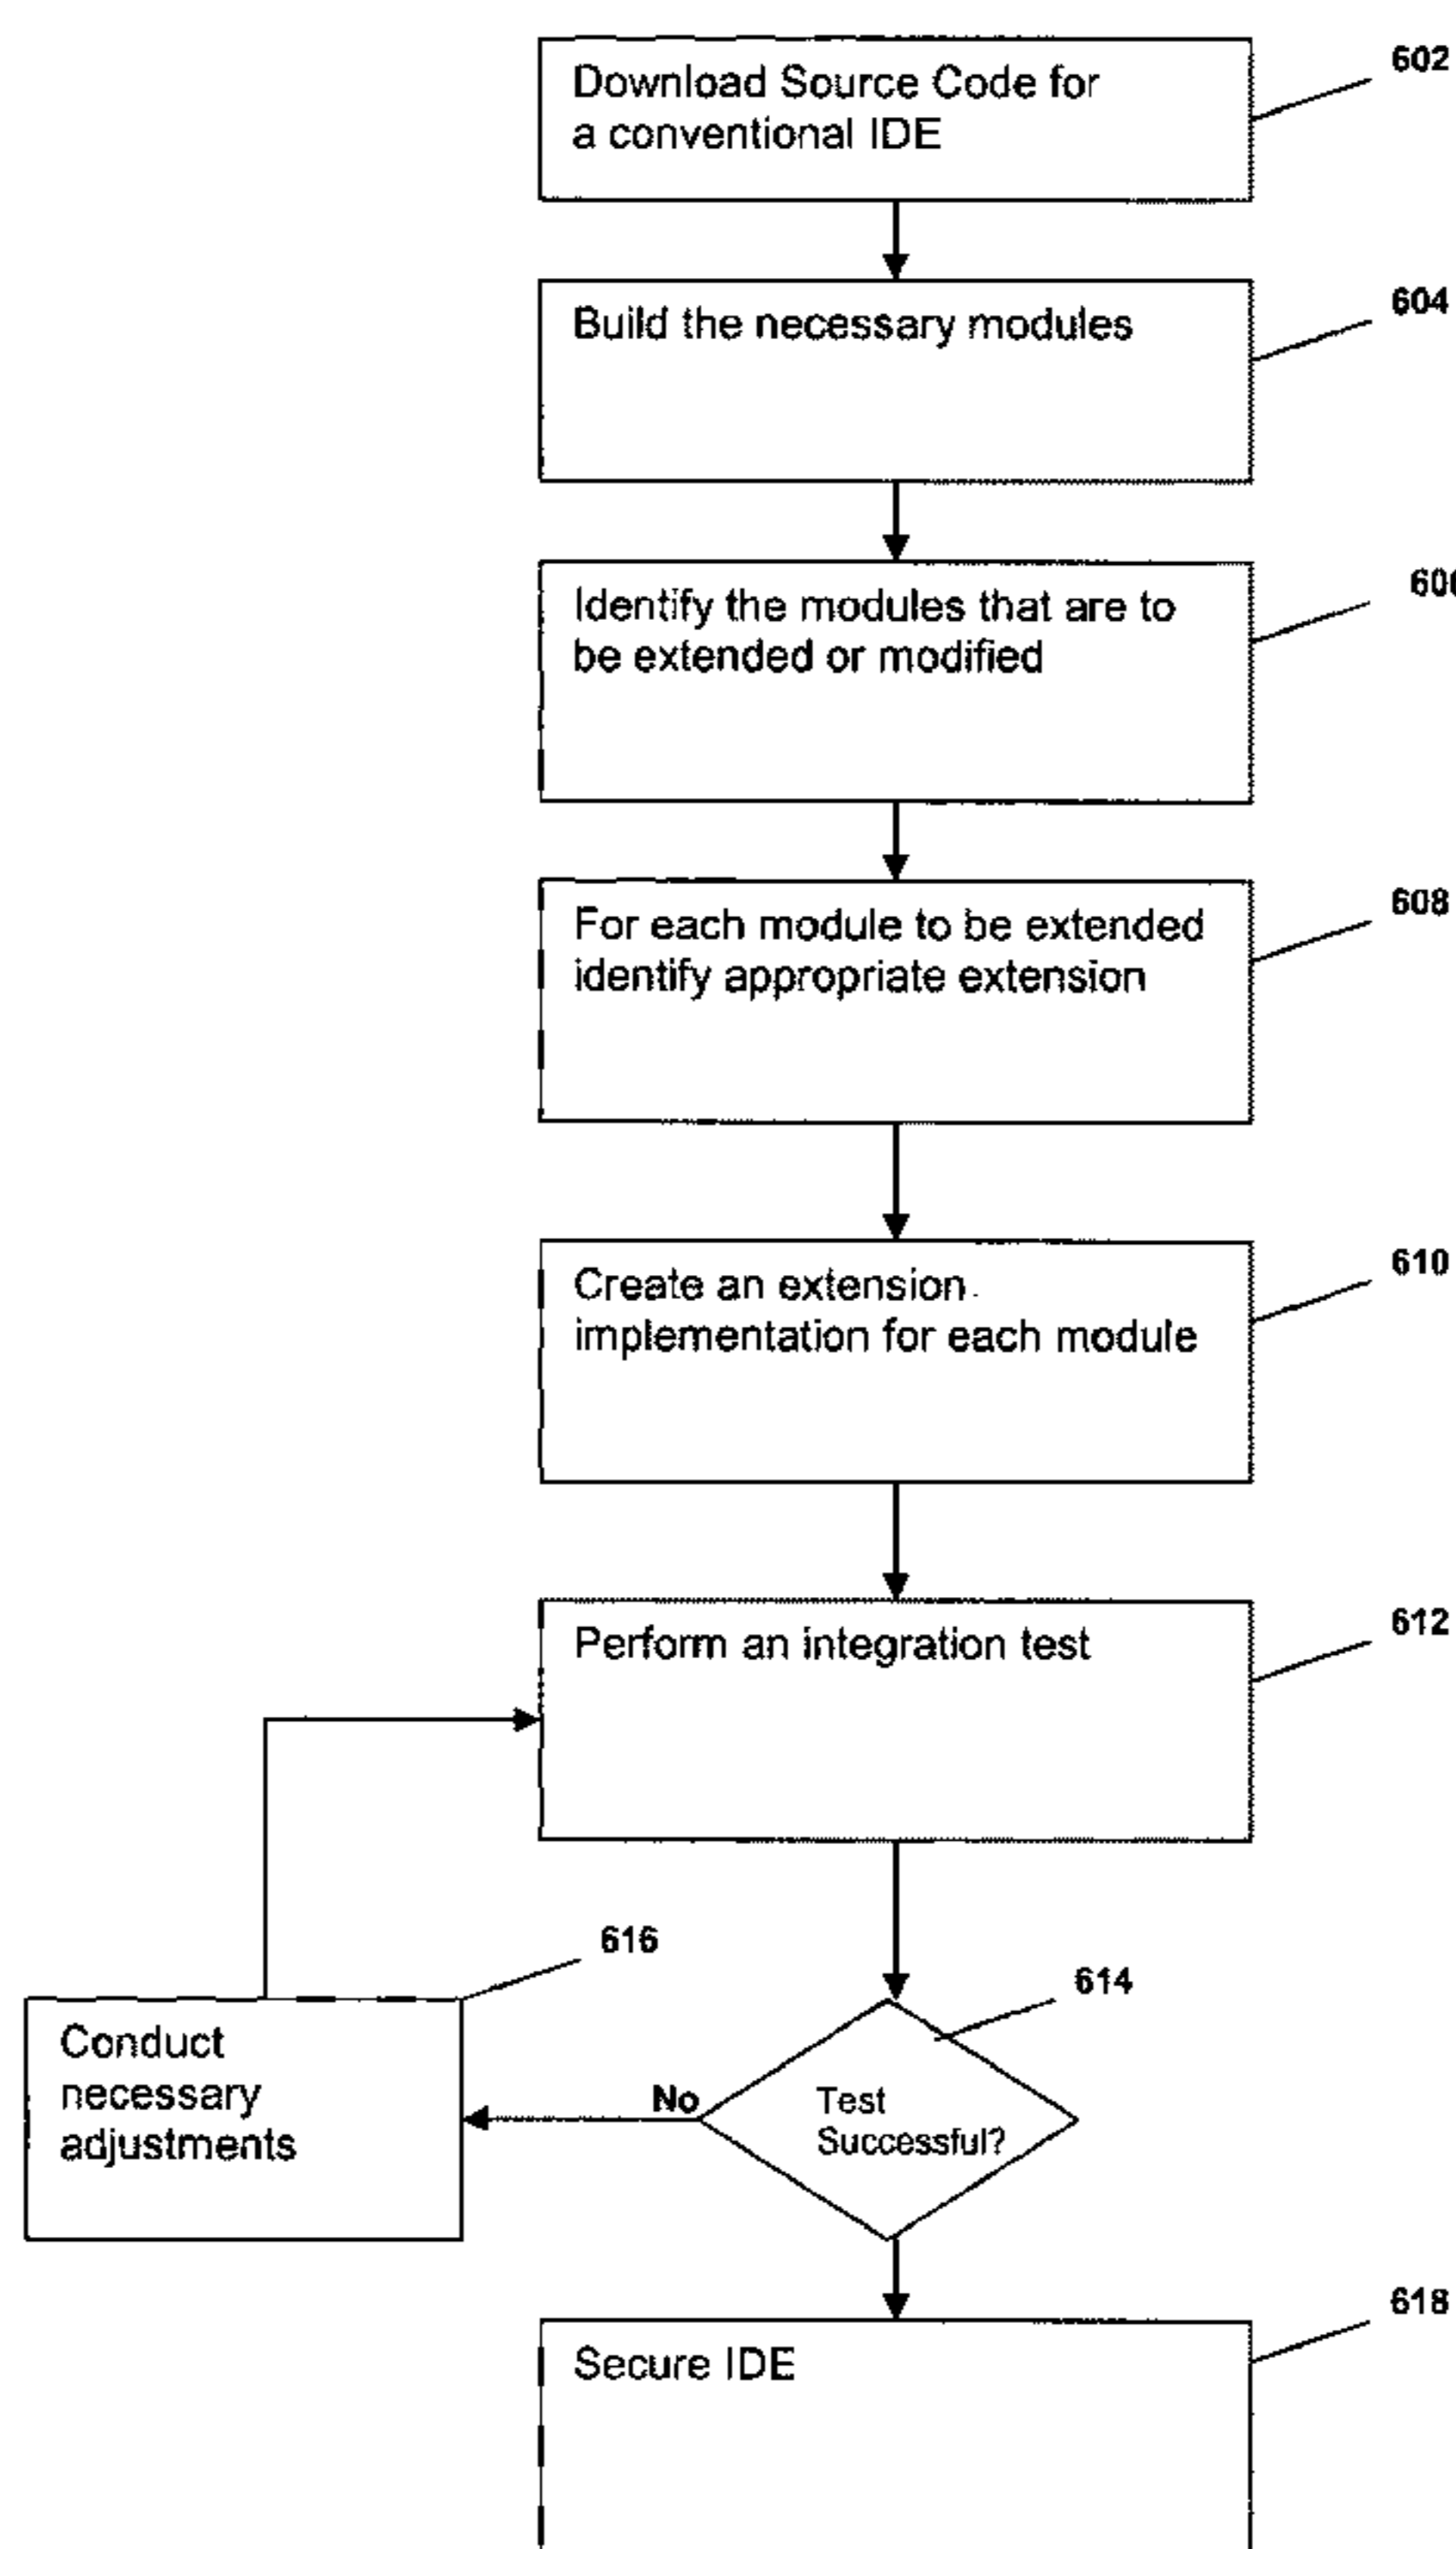 Download Source Code for
a conventional IDE
602
Build the necessary modules
604
Identify the modules that are to
be extended or modified
606
For each module to be extended
identify appropriate extension
608
Create an extension
implementation for each module
610
Perform an integration test
612
616
614
Conduct
necessary
adjustments
No
Test
Successful?
618
Secure IDE